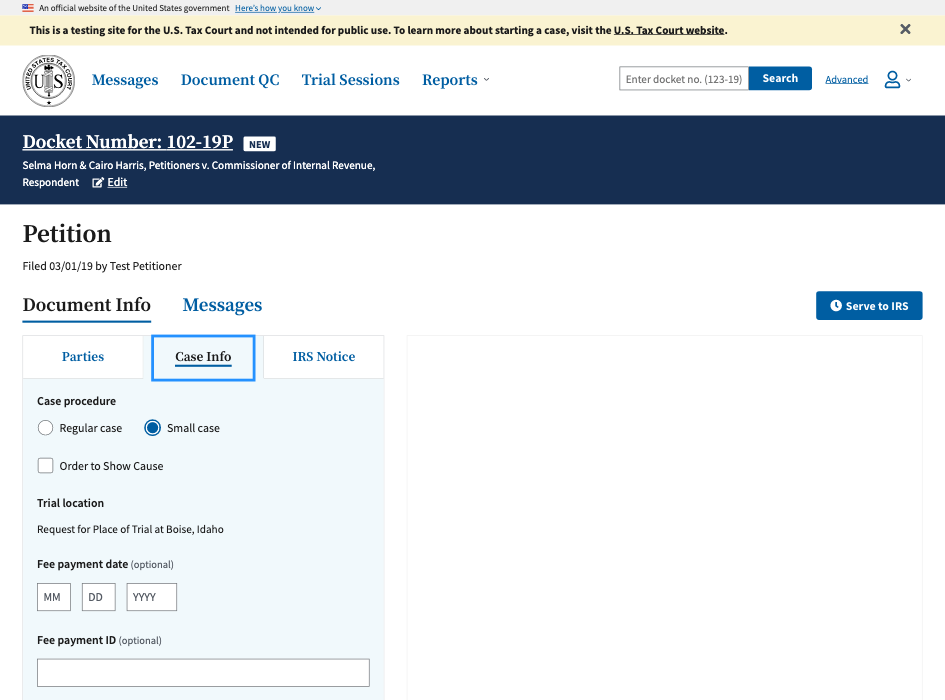 An official website of the United States government Here's how you know
This is a testing site for the U.S. Tax Court and not intended for public use. To learn more about starting a case, visit the U.S. Tax Court website.
UNITED STATES TAX COURT
US
Messages Document QC Trial Sessions Reports Enter docket no. (123-19) Search Advanced
Docket Number: 102-19P NEW
Selma Horn & Cairo Harris, Petitioners v. Commissioner of Internal Revenue,
Respondent Edit
Petition
Filed 03/01/19 by Test Petitioner
Document Info Messages Serve to IRS
Parties Case Info IRS Notice
Case procedure
Regular case Small case
Order to Show Cause
Trial location
Request for Place of Trial at Boise, Idaho
Fee payment date (optional)
MM DD YYYY
Fee payment ID (optional)